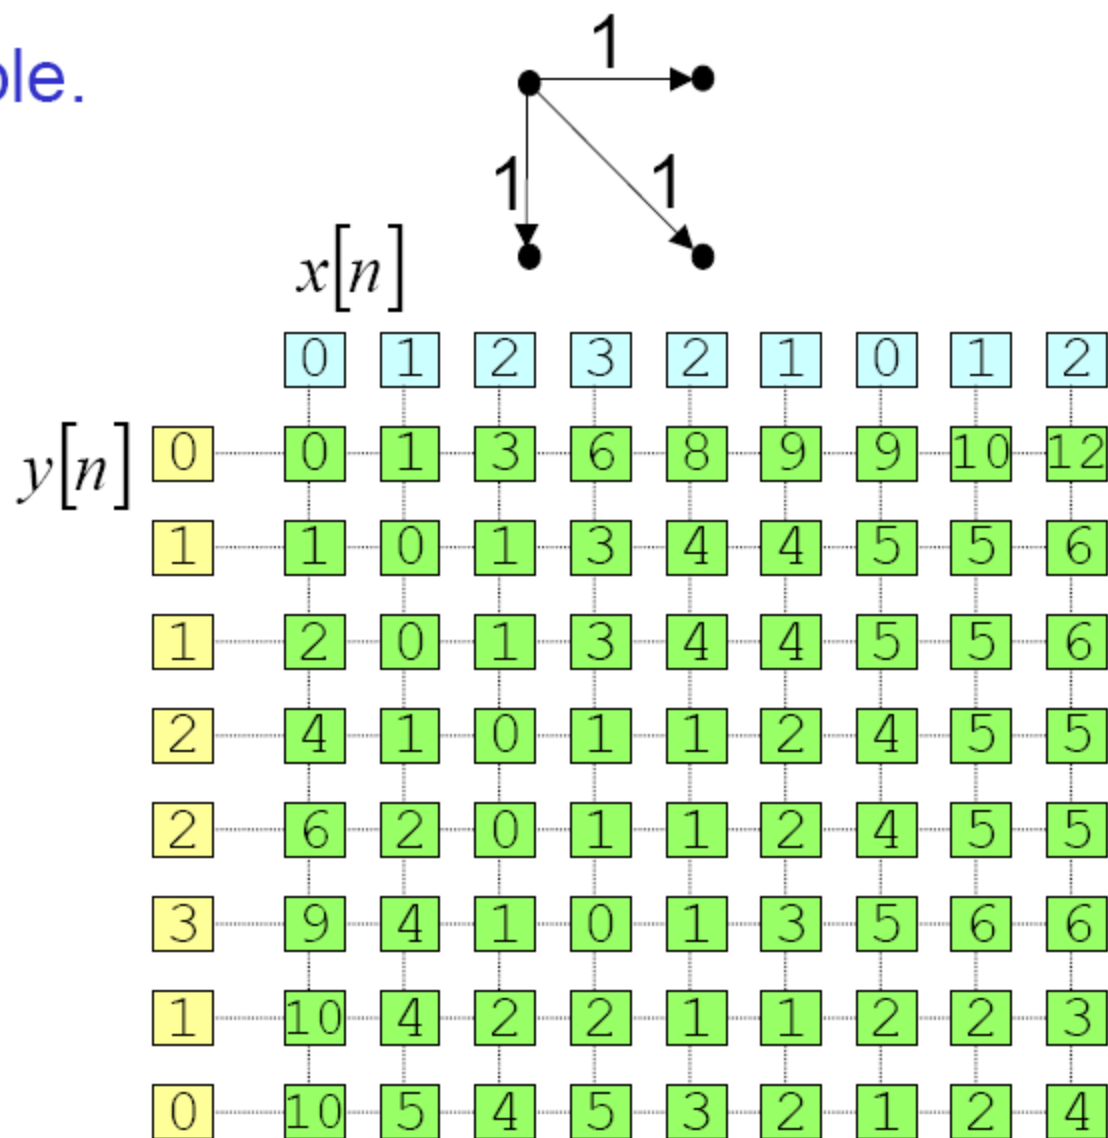 ple.
1
1 1
x[n]
0 1 2 3 2 1 0 1 2
y[n] 0 0 1 3 6 8 9 9 10 12
1 1 0 1 3 4 4 5 5 6
1 2 0 1 3 4 4 5 5 6
2 4 1 0 1 1 2 4 5 5
2 6 2 0 1 1 2 4 5 5
3 9 4 1 0 1 3 5 6 6
1 10 4 2 2 1 1 2 2 3
0 10 5 4 5 3 2 1 2 4